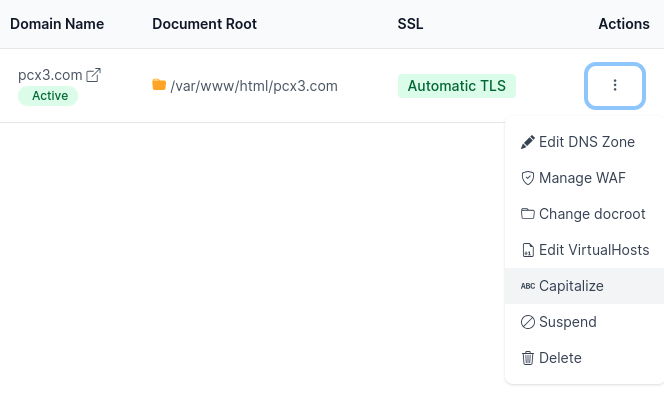 Domain Name Document Root SSL Actions
pcx3.com
Active
/var/www/html/pcx3.com
Automatic TLS
Edit DNS Zone
Manage WAF
Change docroot
Edit VirtualHosts
ABC Capitalize
Suspend
Delete